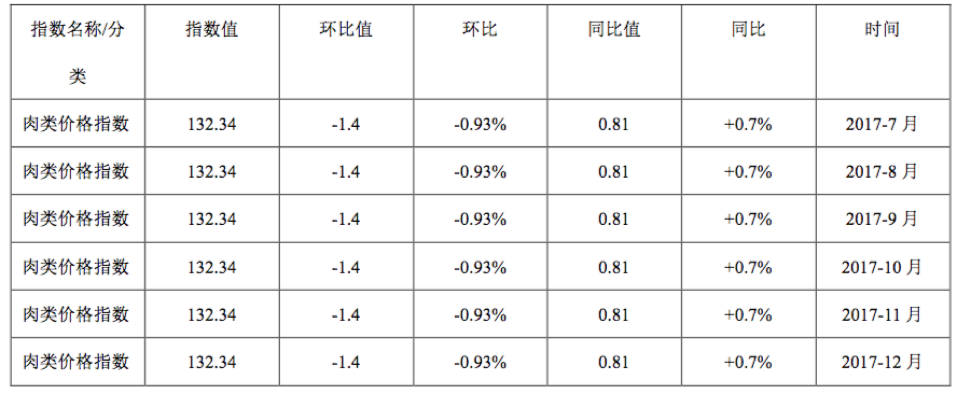 指数名称/分 指数值 环比值 环比 同比值 同比 时间
类
肉类价格指数 132.34 -1.4 -0.93% 0.81 +0.7% 2017-7 月
肉类价格指数 132.34 -1.4 -0.93% 0.81 +0.7% 2017-8 月
肉类价格指数 132.34 -1.4 -0.93% 0.81 +0.7% 2017-9 月
肉类价格指数 132.34 -1.4 -0.93% 0.81 +0.7% 2017-10 月
肉类价格指数 132.34 -1.4 -0.93% 0.81 +0.7% 2017-11 月
肉类价格指数 132.34 -1.4 -0.93% 0.81 +0.7% 2017-12 月